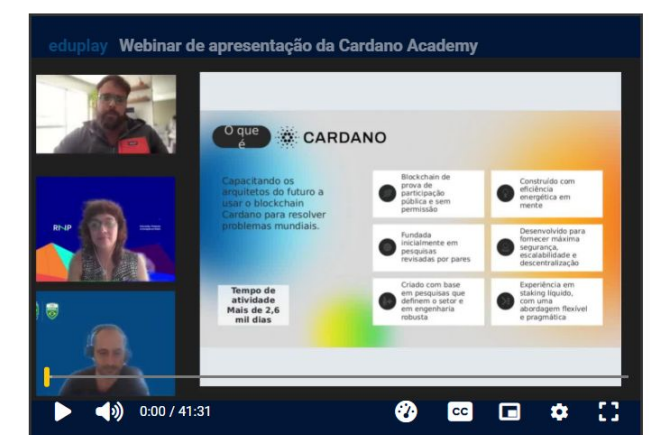 eduplay Webinar de apresentação da Cardano Academy
O que
é
CARDANO
Capacitando os
arquitetos do futuro a
usar o blockchain
Cardano para resolver
problemas mundiais.
Tempo de
atividade
Mais de 2,6
mil dias
Blockchain de
prova de
participação
pública e sem
permissão
Construído com
eficiência
energética em
mente
Fundada
inicialmente em
pesquisas
revisadas por pares
Desenvolvido para
fornecer máxima
segurança,
escalabilidade e
descentralização
Criado com base
em pesquisas que
definem o setor e
em engenharia
robusta
Experiência em
staking líquido,
com uma
abordagem flexível
e pragmática
RNP
0:00 / 41:31
CC